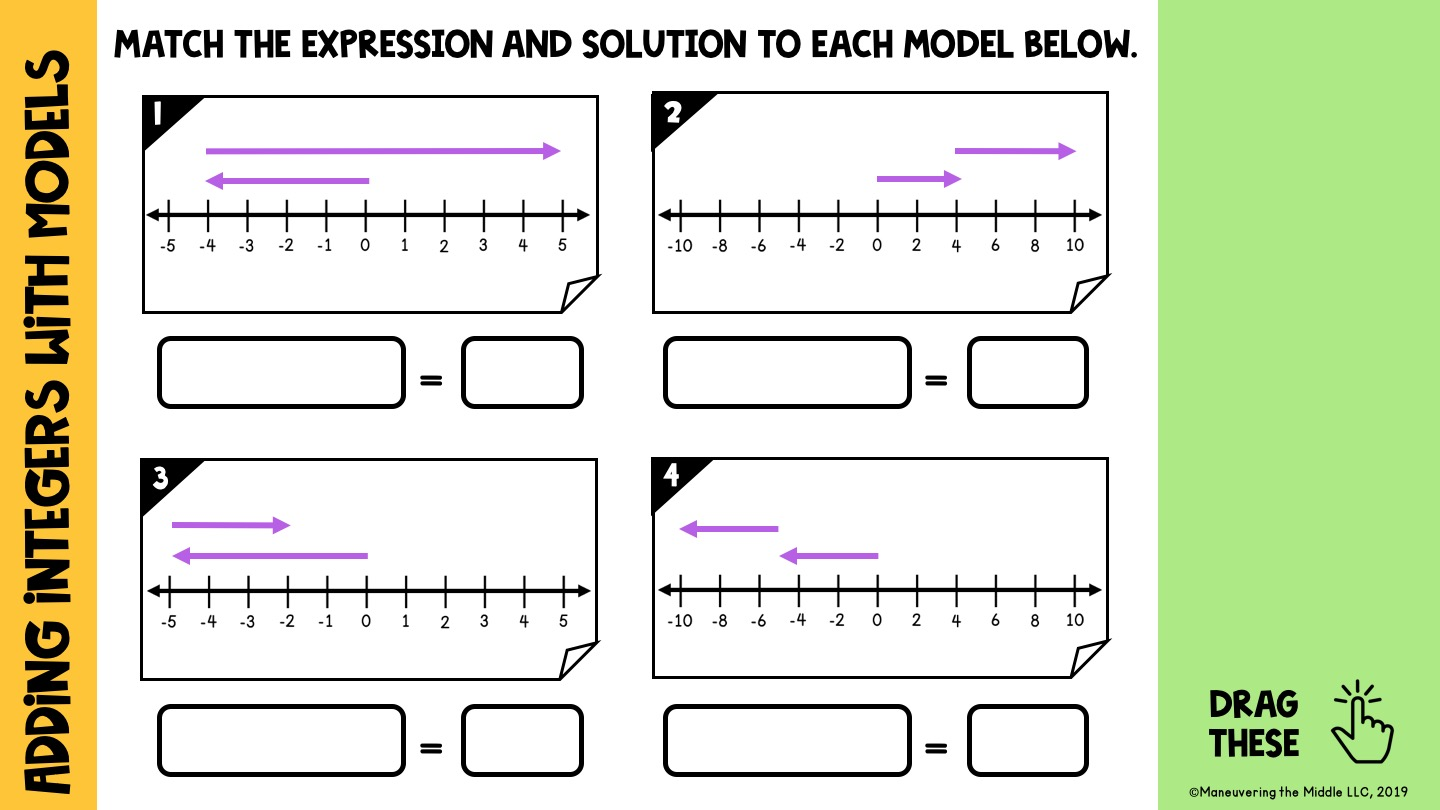 ADDING INTEGERS WITH MODELS
MATCH THE EXPRESSION AND SOLUTION TO EACH MODEL BELOW.
1
-5 -4 -3 -2 -1 0 1 2 3 4 5
=
2
-10 -8 -6 -4 -2 0 2 4 6 8 10
=
3
-5 -4 -3 -2 -1 0 1 2 3 4 5
=
4
-10 -8 -6 -4 -2 0 2 4 6 8 10
=
DRAG
THESE
©Maneuvering the Middle LLC, 2019